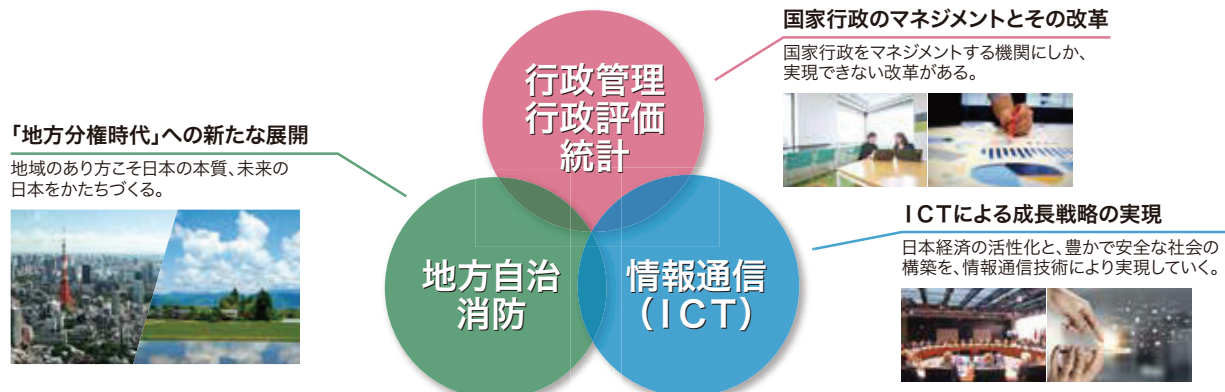 国家行政のマネジメントとその改革
国家行政をマネジメントする機関にしか、
実現できない改革がある。
行政管理
行政評価
統計
「地方分権時代」への新たな展開
地域のあり方こそ日本の本質、未来の
日本をかたちづくる。
地方自治
消防
情報通信
（ＩＣＴ）
ＩＣＴによる成長戦略の実現
日本経済の活性化と、豊かで安全な社会の
構築を、情報通信技術により実現していく。